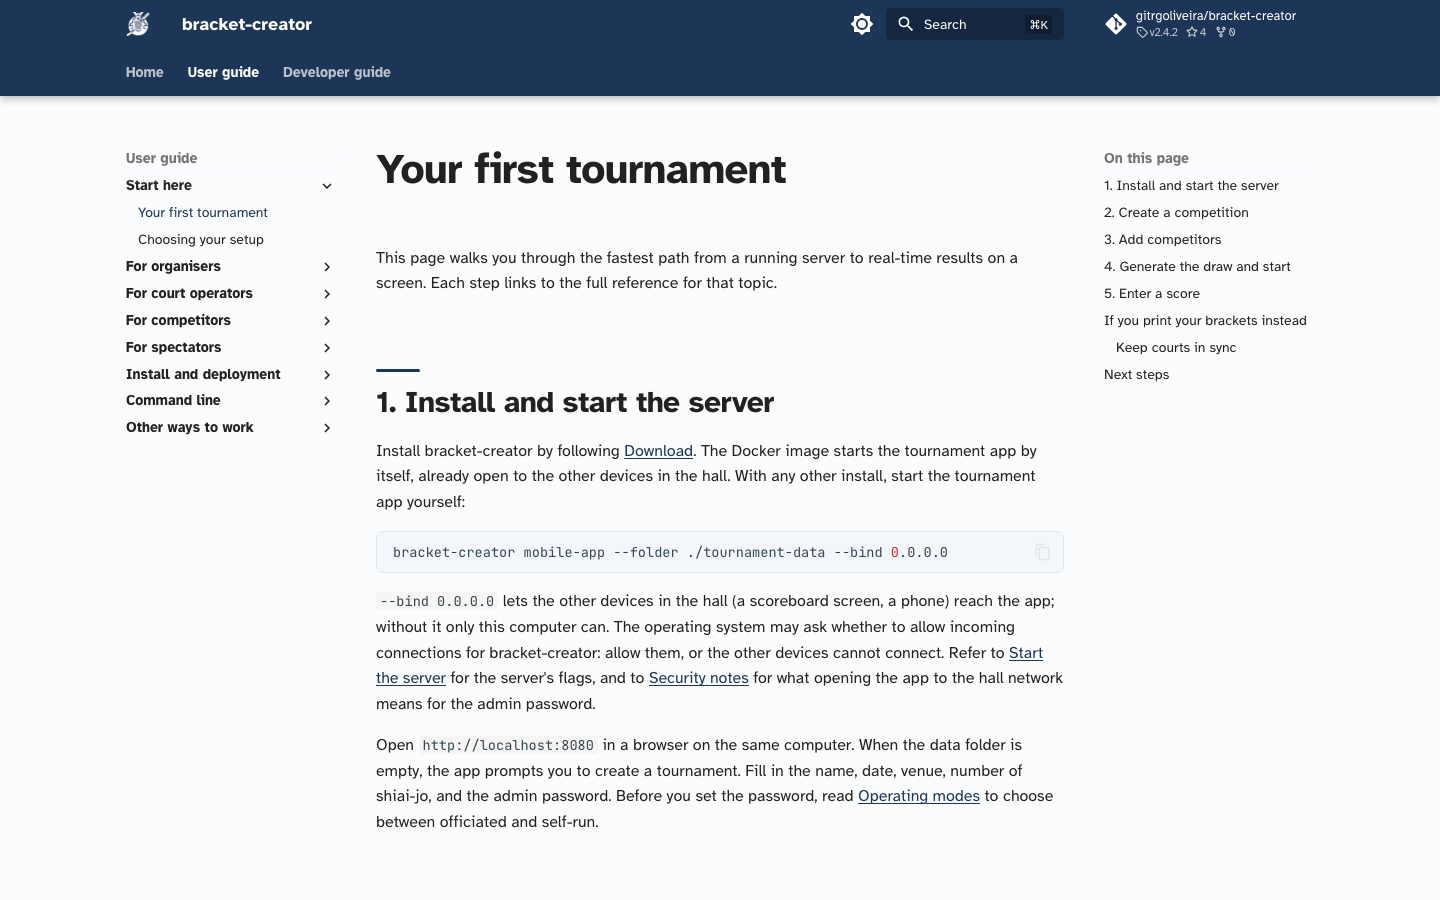 bracket-creator
Search
⌘K
gitrgoliveira/bracket-creator
v2.4.2
4
0
Home
User guide
Developer guide
User guide
Start here
Your first tournament
Choosing your setup
For organisers
For court operators
For competitors
For spectators
Install and deployment
Command line
Other ways to work
Your first tournament
This page walks you through the fastest path from a running server to real-time results on a
screen. Each step links to the full reference for that topic.
1. Install and start the server
Install bracket-creator by following Download. The Docker image starts the tournament app by
itself, already open to the other devices in the hall. With any other install, start the tournament
app yourself:
bracket-creator mobile-app --folder ./tournament-data --bind 0.0.0.0
--bind 0.0.0.0 lets the other devices in the hall (a scoreboard screen, a phone) reach the app;
without it only this computer can. The operating system may ask whether to allow incoming
connections for bracket-creator: allow them, or the other devices cannot connect. Refer to Start
the server for the server's flags, and to Security notes for what opening the app to the hall network
means for the admin password.
Open http://localhost:8080 in a browser on the same computer. When the data folder is
empty, the app prompts you to create a tournament. Fill in the name, date, venue, number of
shiai-jo, and the admin password. Before you set the password, read Operating modes to choose
between officiated and self-run.
On this page
1. Install and start the server
2. Create a competition
3. Add competitors
4. Generate the draw and start
5. Enter a score
If you print your brackets instead
Keep courts in sync
Next steps